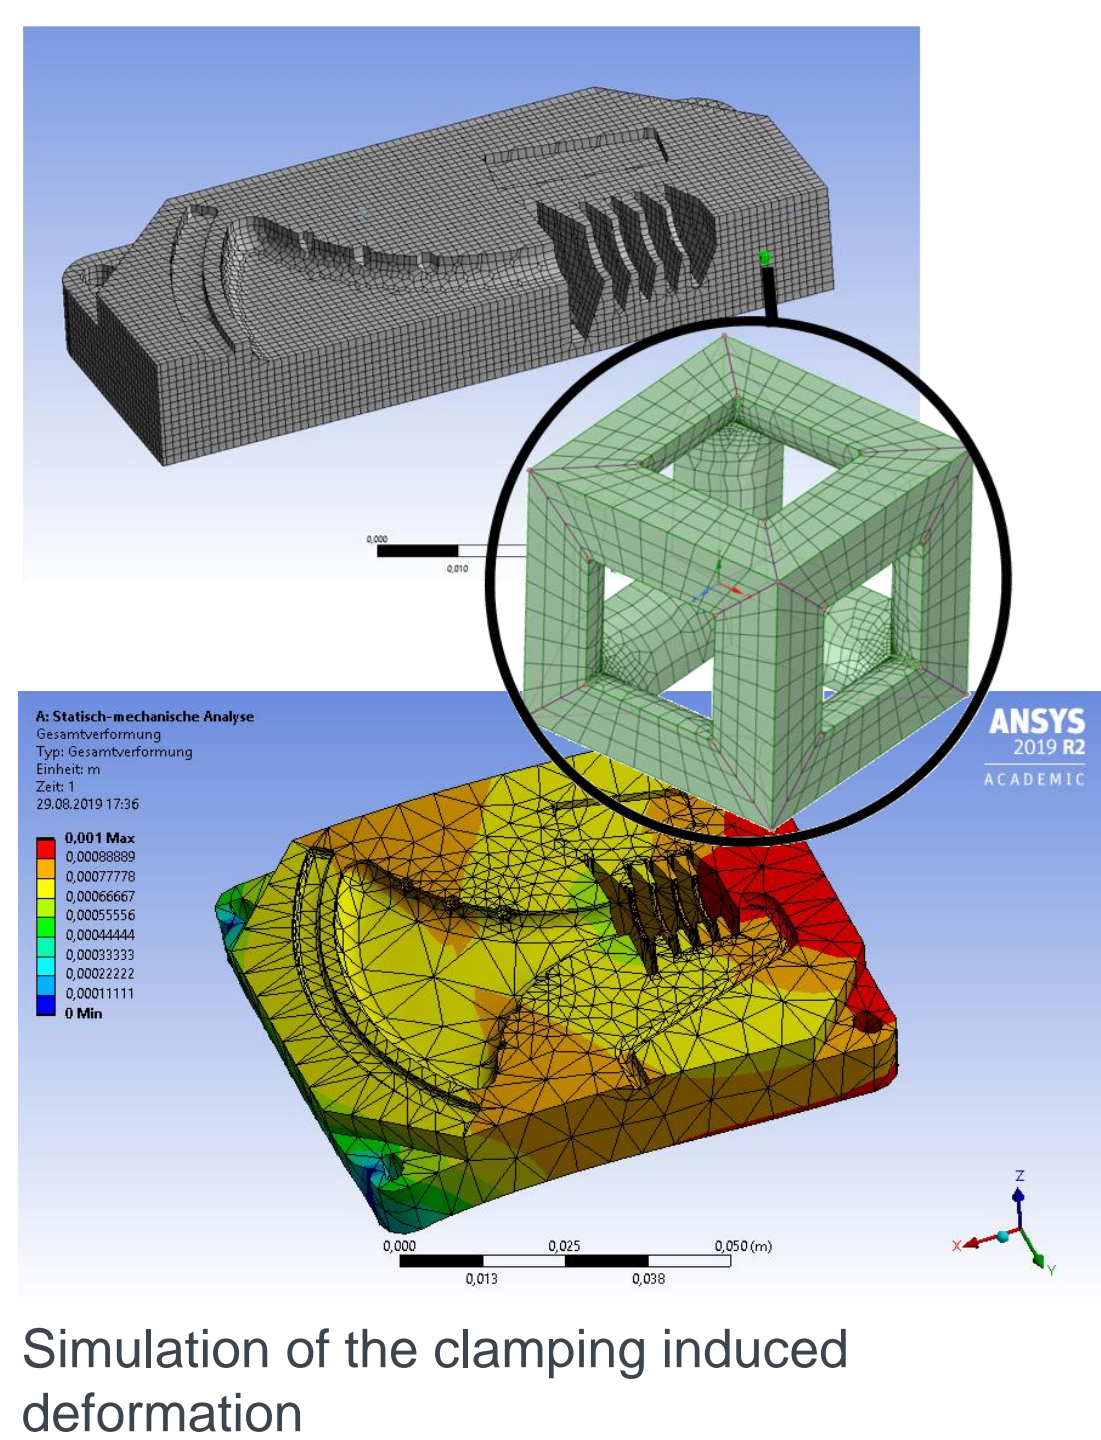 0,000
0,010
A: Statisch-mechanische Analyse
Gesamtverformung
Typ: Gesamtverformung
Einheit: m
Zeit: 1
29.08.2019 17:36
ANSYS
2019 R2
ACADEMIC
0,001 Max
0,00088889
0,00077778
0,00066667
0,00055556
0,00044444
0,00033333
0,00022222
0,00011111
0 Min
Z
X
Y
0,000 0,025 0,050 (m)
0,013 0,038
Simulation of the clamping induced
deformation